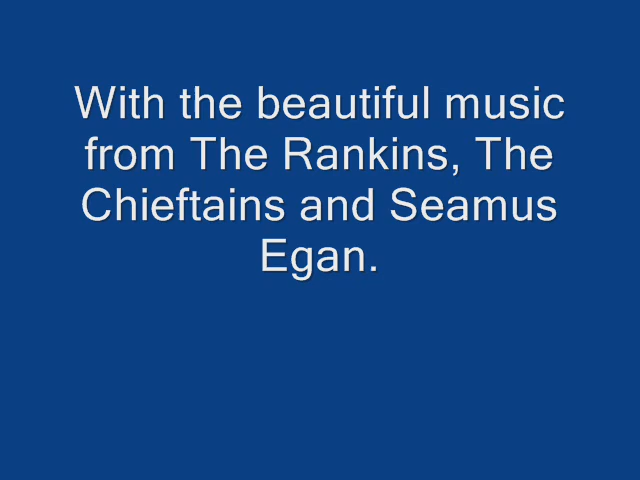 With the beautiful music
from The Rankins, The
Chieftains and Seamus
Egan.